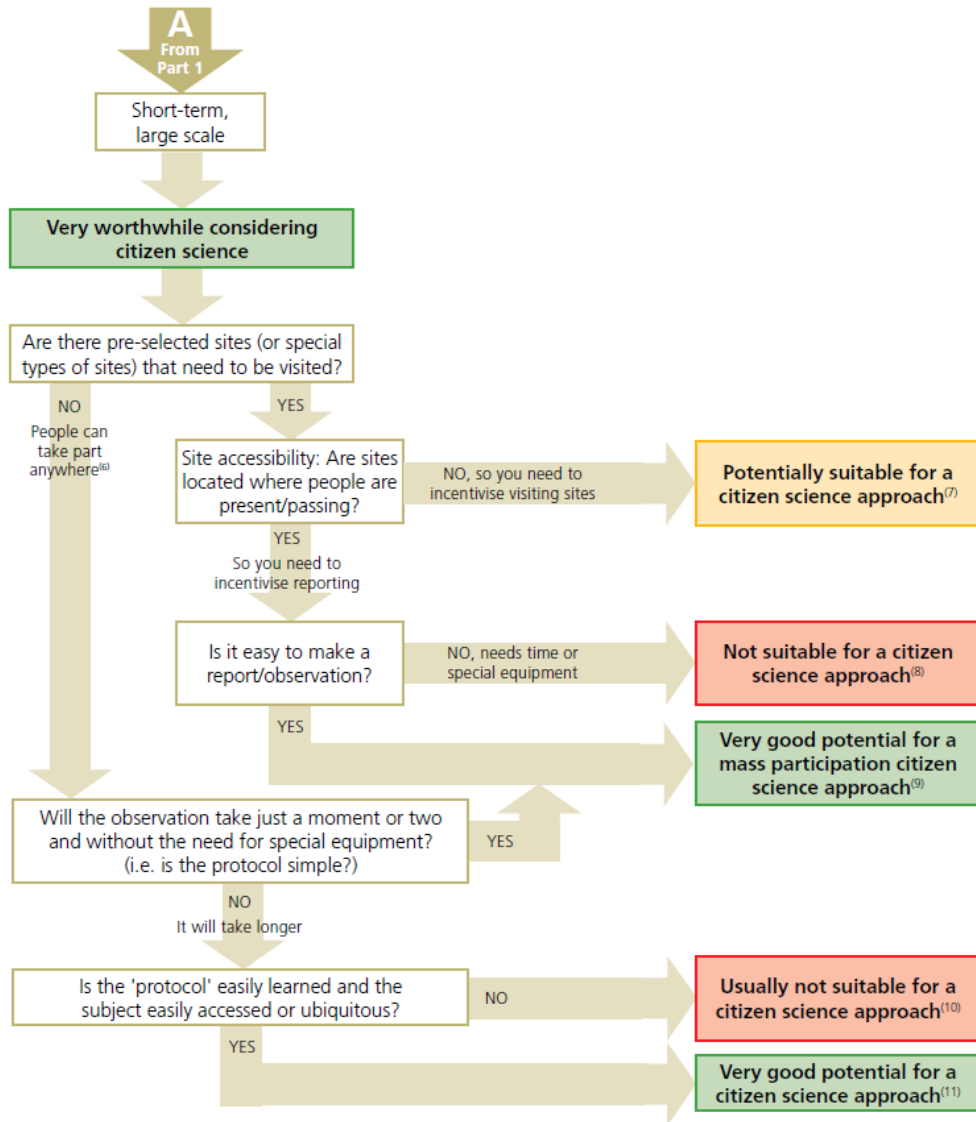 A
From
Part 1
Short-term,
large scale
Very worthwhile considering
citizen science
Are there pre-selected sites (or special
types of sites) that need to be visited?
NO
People can
take part
anywhere(6)
YES
Site accessibility: Are sites
located where people are
present/passing?
NO, so you need to
incentivise visiting sites
Potentially suitable for a
citizen science approach(7)
YES
So you need to
incentivise reporting
Is it easy to make a
report/observation?
NO, needs time or
special equipment
Not suitable for a citizen
science approach(8)
YES
Very good potential for a
mass participation citizen
science approach(9)
Will the observation take just a moment or two
and without the need for special equipment?
(i.e. is the protocol simple?)
YES
NO
It will take longer
Is the 'protocol' easily learned and the
subject easily accessed or ubiquitous?
NO
Usually not suitable for a
citizen science approach(10)
YES
Very good potential for a
citizen science approach(11)